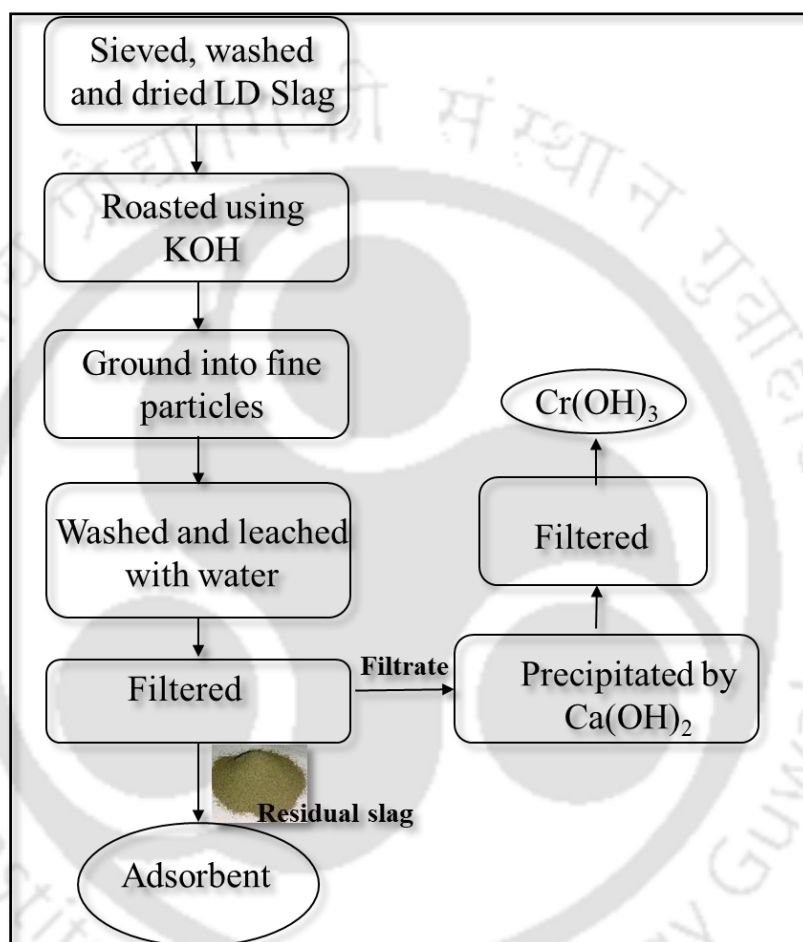 Sieved, washed
and dried LD Slag
Roasted using
KOH
Ground into fine
particles
Washed and leached
with water
Filtered
Filtrate
Precipitated by
Ca(OH)₂
Filtered
Cr(OH)₃
Residual slag
Adsorbent